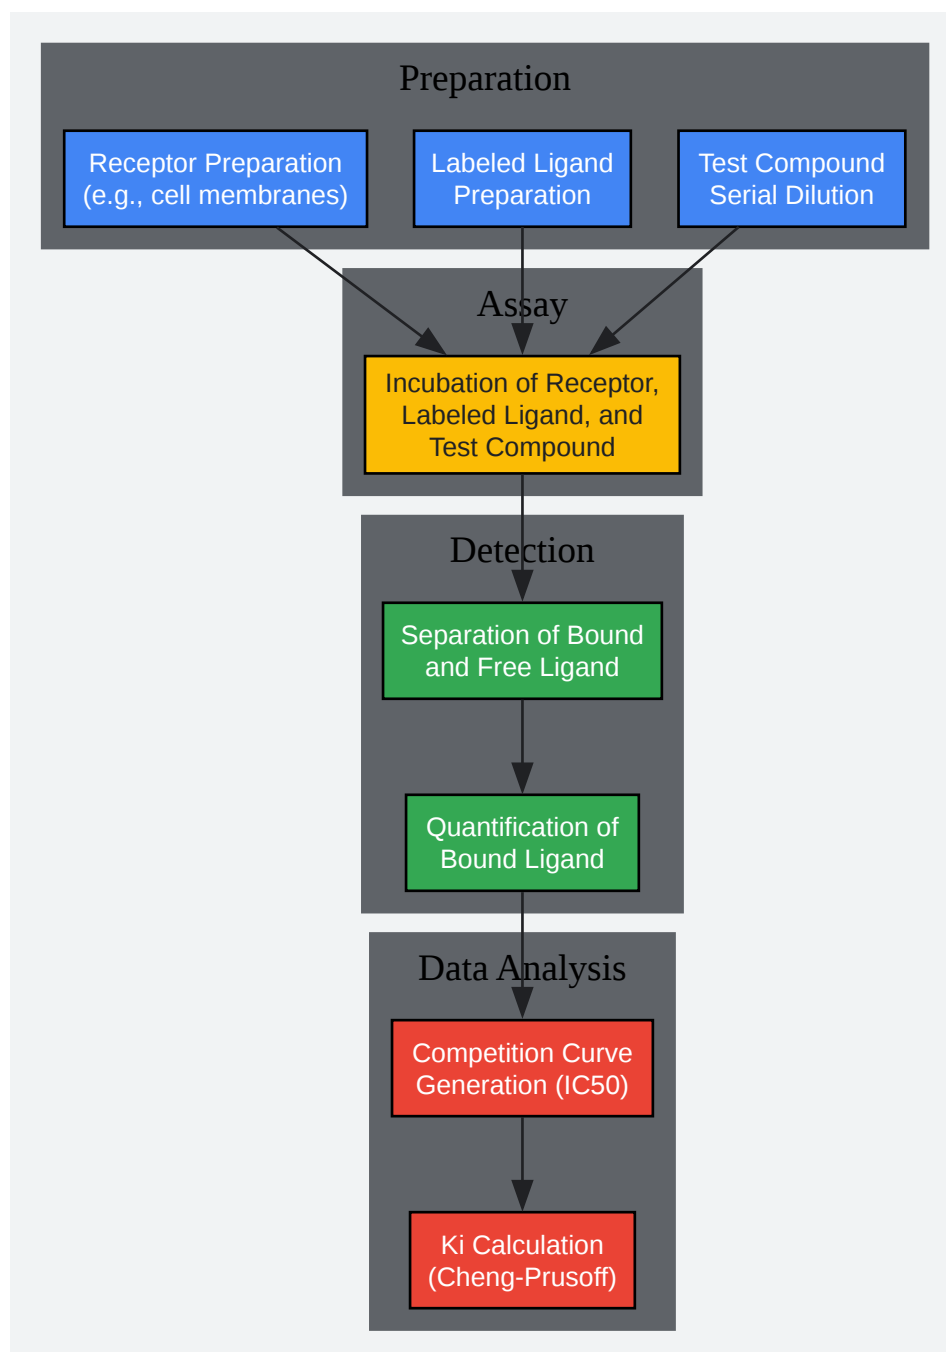 Preparation
Receptor Preparation
(e.g., cell membranes)
Labeled Ligand
Preparation
Test Compound
Serial Dilution
Assay
Incubation of Receptor,
Labeled Ligand, and
Test Compound
Detection
Separation of Bound
and Free Ligand
Quantification of
Bound Ligand
Data Analysis
Competition Curve
Generation (IC50)
Ki Calculation
(Cheng-Prusoff)